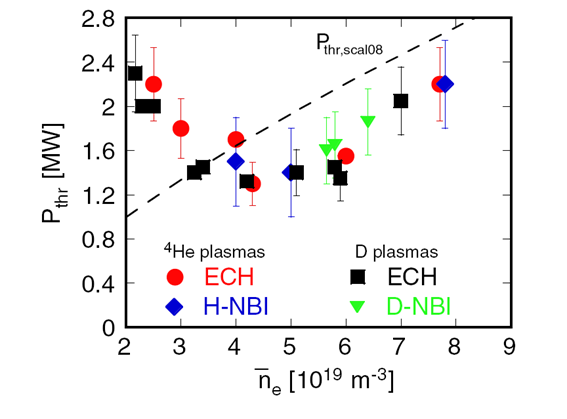 2.8
2.4
2
1.6
1.2
0.8
0.4
0
P_thr [MW]
P_thr,scal08
⁴He plasmas D plasmas
ECH ECH
H-NBI D-NBI
2 3 4 5 6 7 8 9
n̅_e [10¹⁹ m⁻³]